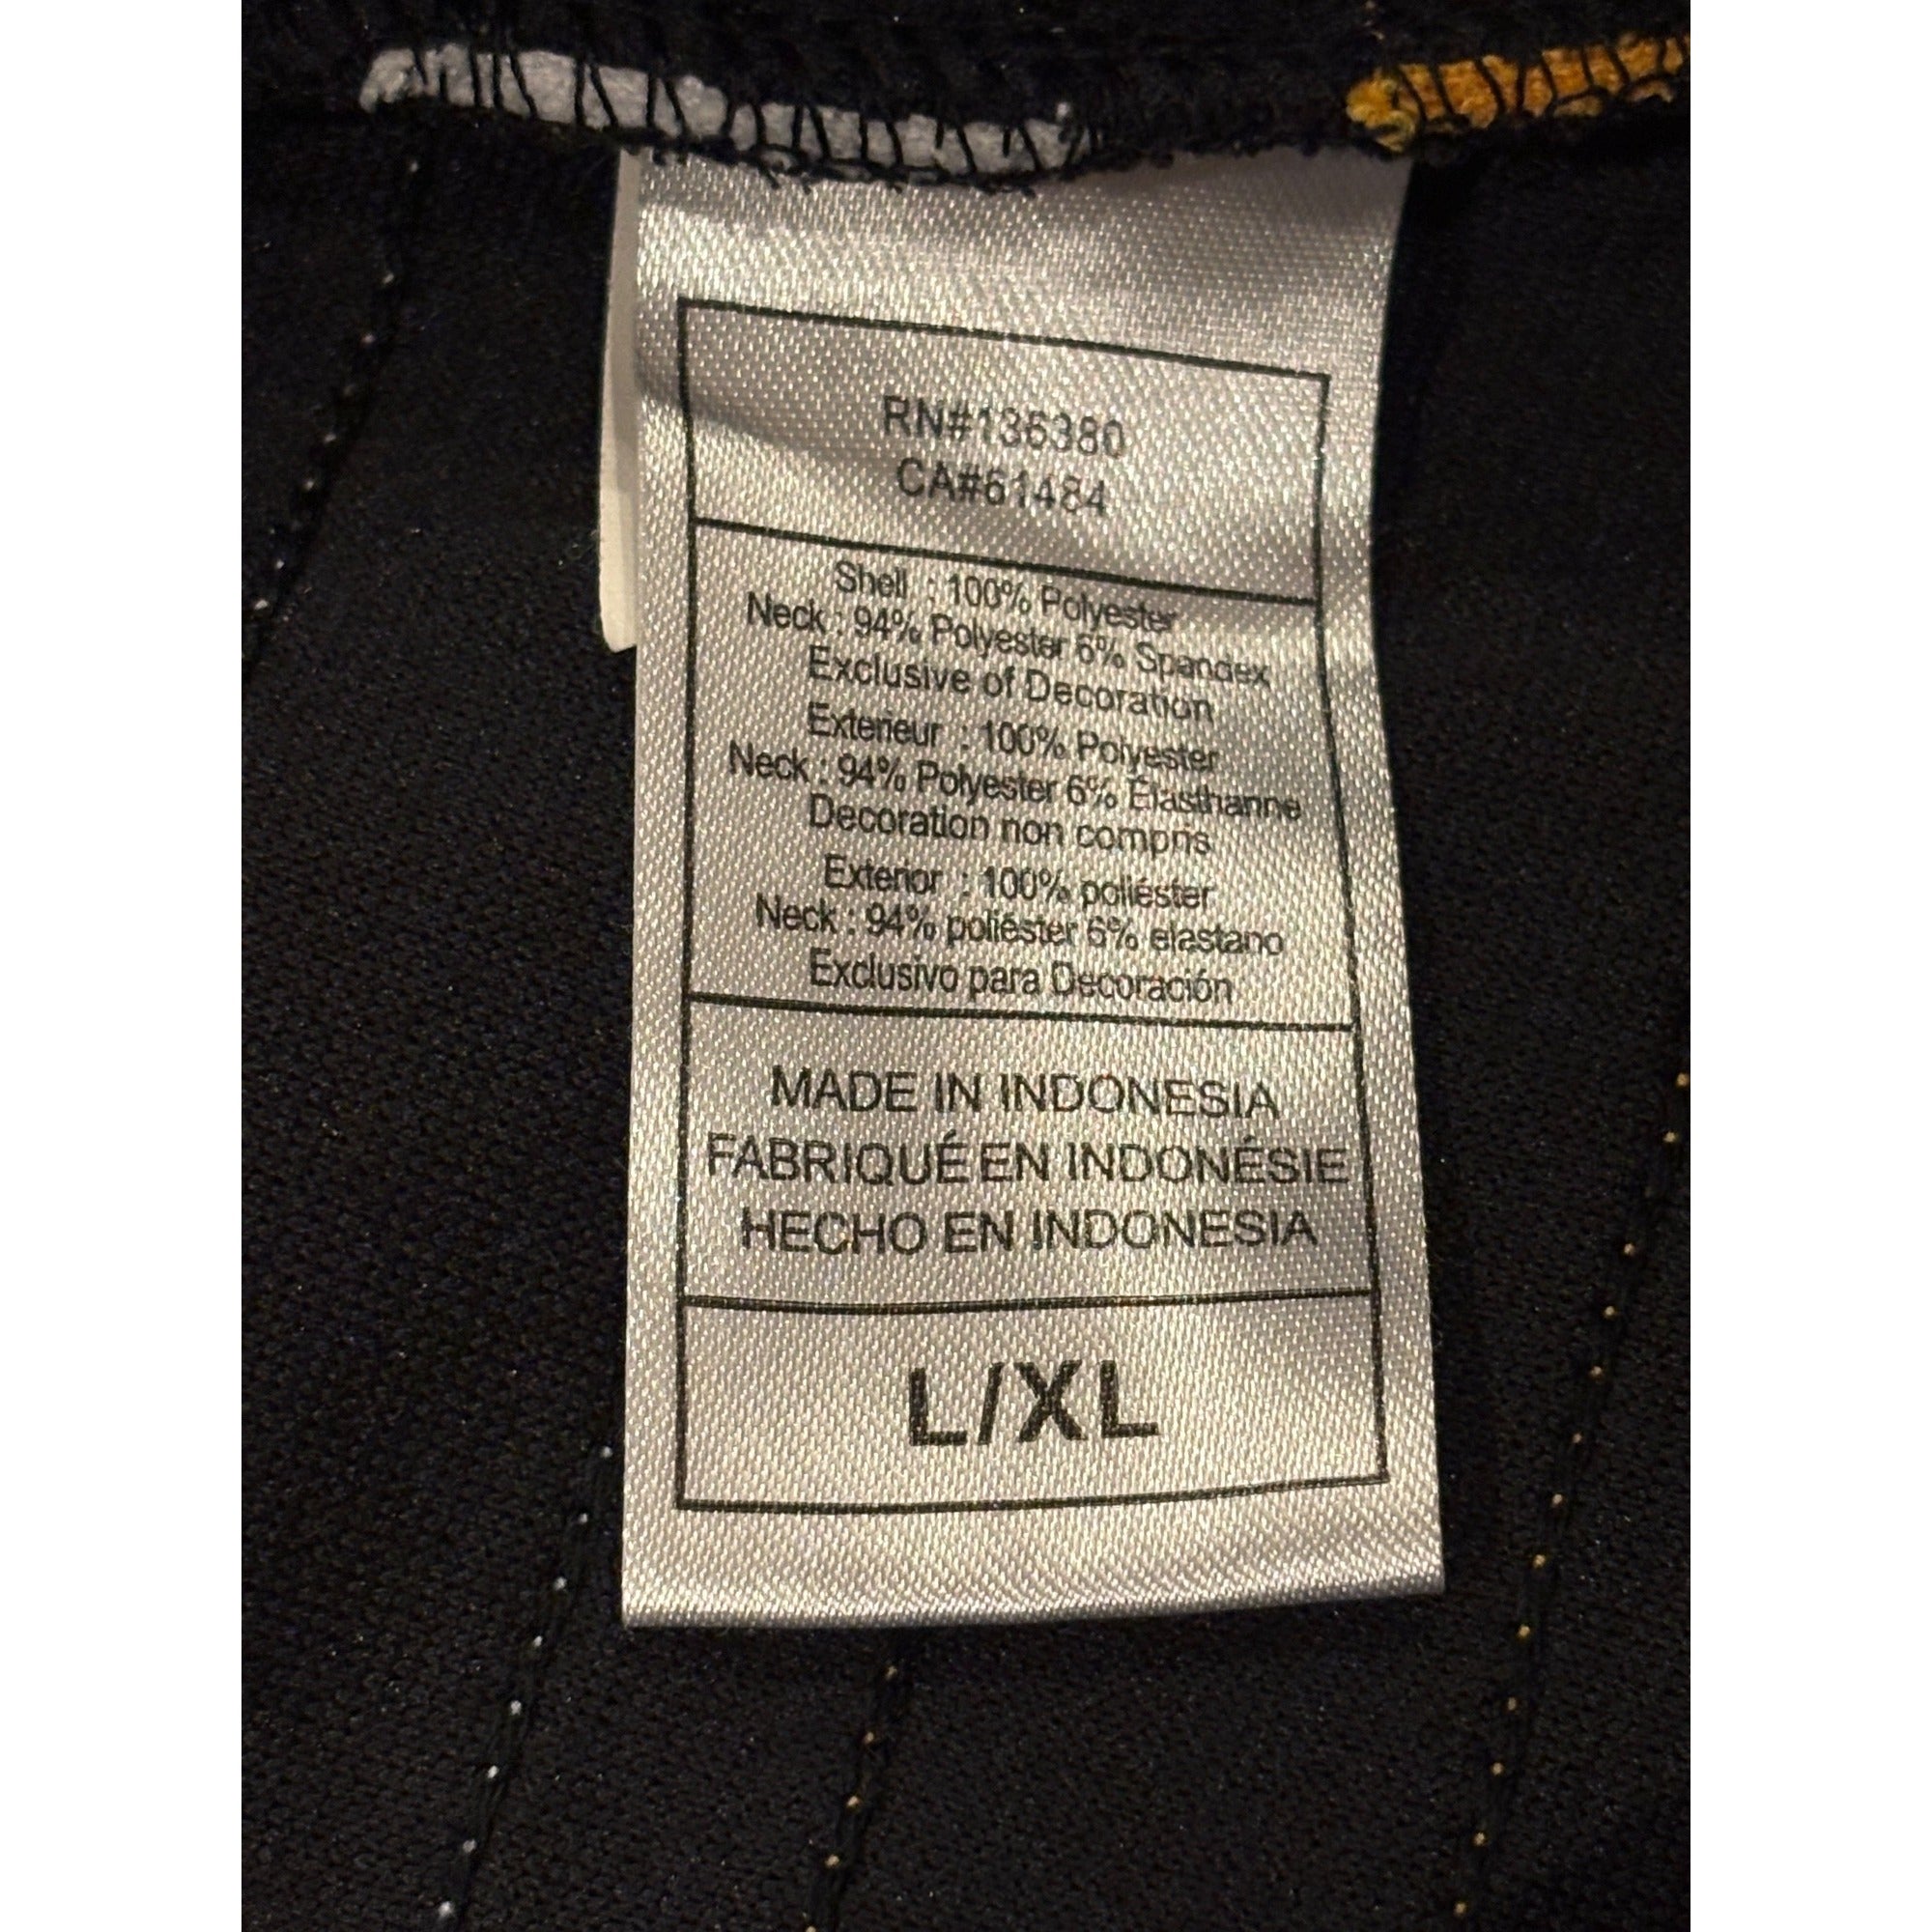 RN#136380
CA#61484
Shell : 100% Polyester
Neck : 94% Polyester 6% Spandex
Exclusive of Decoration
Exterieur : 100% Polyester
Neck : 94% Polyester 6% Élasthanne
Decoration non compris
Exterior : 100% poliéster
Neck : 94% poliéster 6% elastano
Exclusivo para Decoración
MADE IN INDONESIA
FABRIQUÉ EN INDONÉSIE
HECHO EN INDONESIA
L/XL